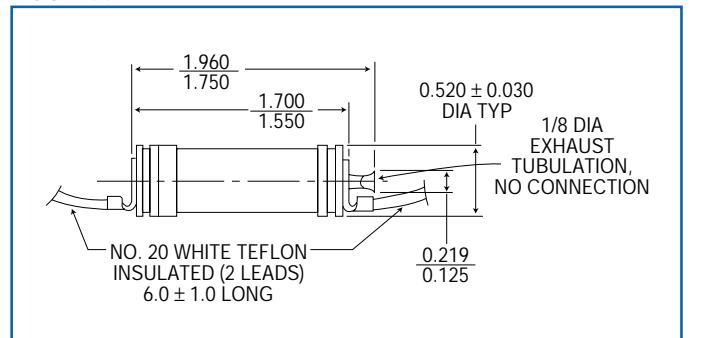 1.960
1.750
1.700
1.550
0.520 ± 0.030
DIA TYP
1/8 DIA
EXHAUST
TUBULATION,
NO CONNECTION
NO. 20 WHITE TEFLON
INSULATED (2 LEADS)
6.0 ± 1.0 LONG
0.219
0.125